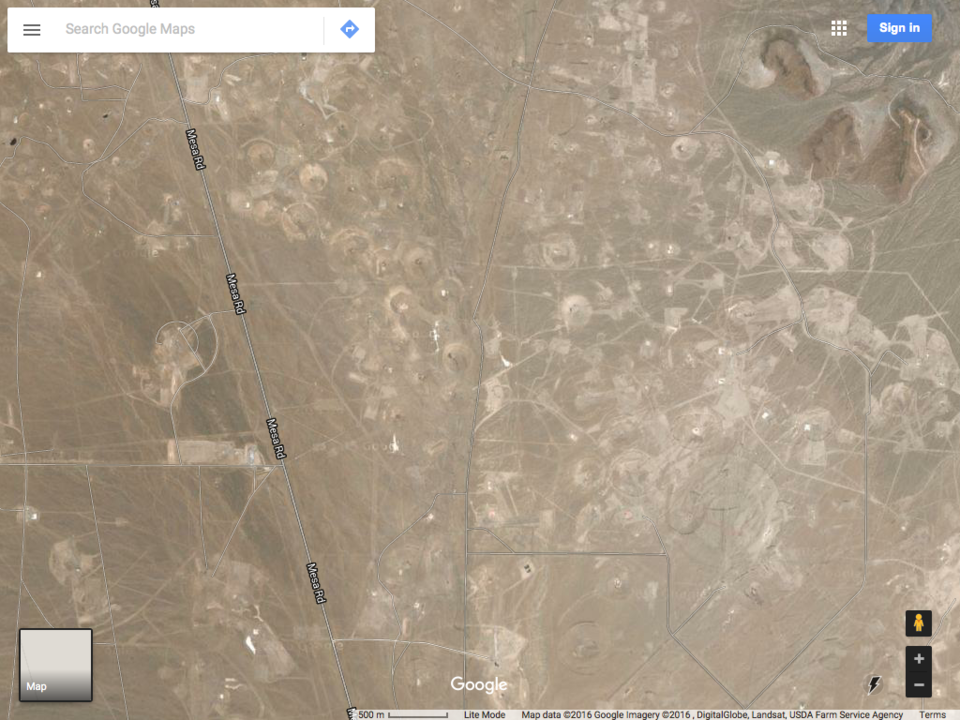 Search Google Maps
Sign in
Mesa Rd
Mesa Rd
Mesa Rd
Mesa Rd
Map
Google
500 m
Lite Mode
Map data ©2016 Google Imagery ©2016 , DigitalGlobe, Landsat, USDA Farm Service Agency
Terms